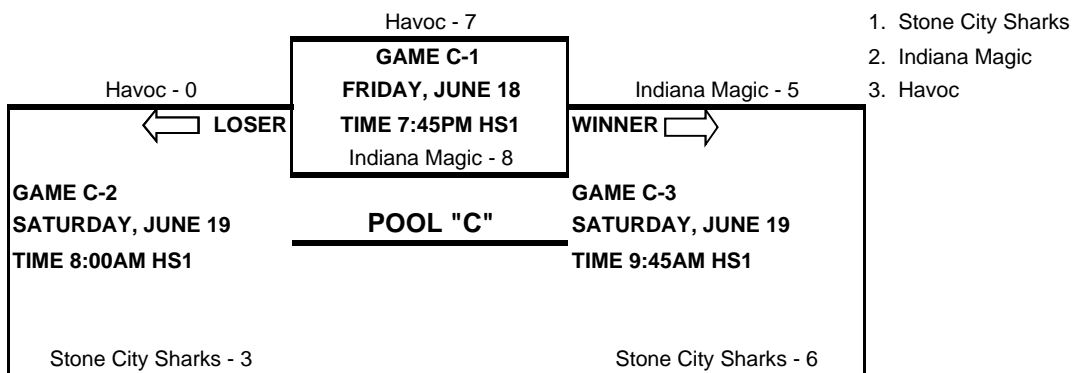 Havoc - 7
1. Stone City Sharks
GAME C-1
2. Indiana Magic
Havoc - 0
FRIDAY, JUNE 18
Indiana Magic - 5
3. Havoc
LOSER
TIME 7:45PM HS1
WINNER
Indiana Magic - 8
GAME C-2
GAME C-3
SATURDAY, JUNE 19
POOL "C"
SATURDAY, JUNE 19
TIME 8:00AM HS1
TIME 9:45AM HS1
Stone City Sharks - 3
Stone City Sharks - 6